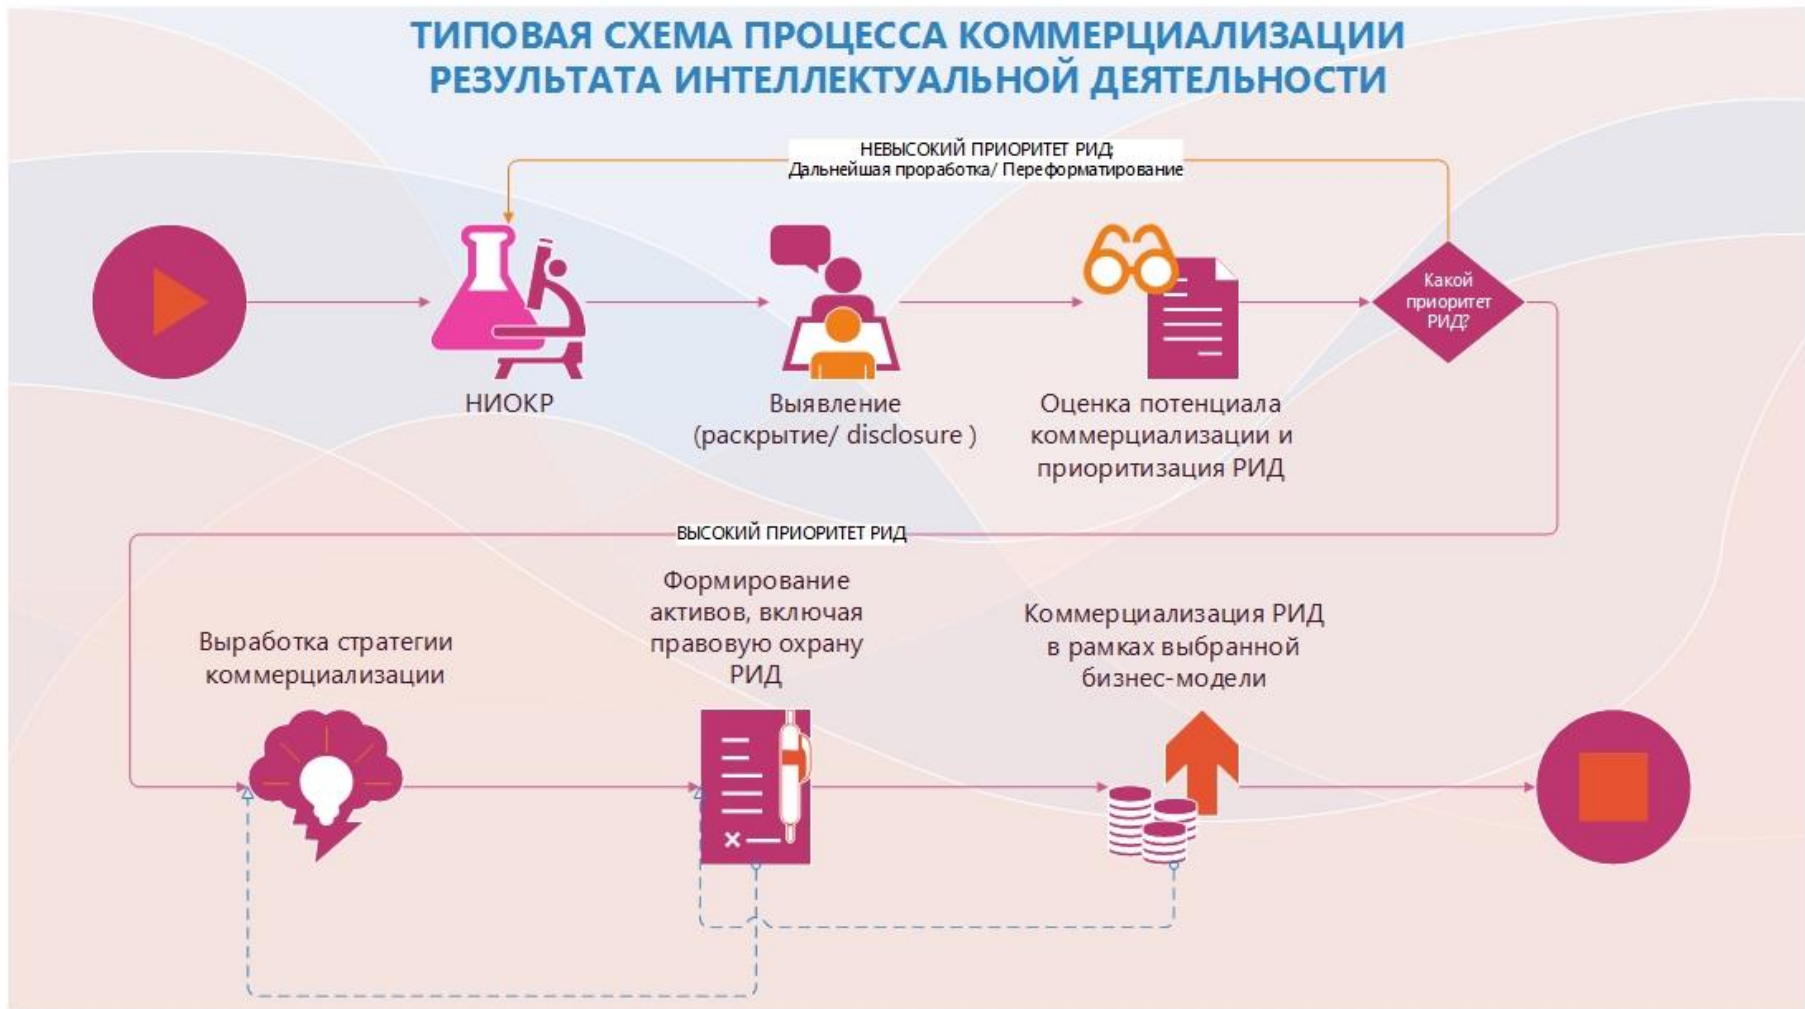 ТИПОВАЯ СХЕМА ПРОЦЕССА КОММЕРЦИАЛИЗАЦИИ
РЕЗУЛЬТАТА ИНТЕЛЛЕКТУАЛЬНОЙ ДЕЯТЕЛЬНОСТИ
НЕВЫСОКИЙ ПРИОРИТЕТ РИД;
Дальнейшая проработка/ Переформатирование
Какой
приоритет
РИД?
НИОКР
Выявление
(раскрытие/ disclosure )
Оценка потенциала
коммерциализации и
приоритизация РИД
ВЫСОКИЙ ПРИОРИТЕТ РИД
Выработка стратегии
коммерциализации
Формирование
активов, включая
правовую охрану
РИД
Коммерциализация РИД
в рамках выбранной
бизнес-модели